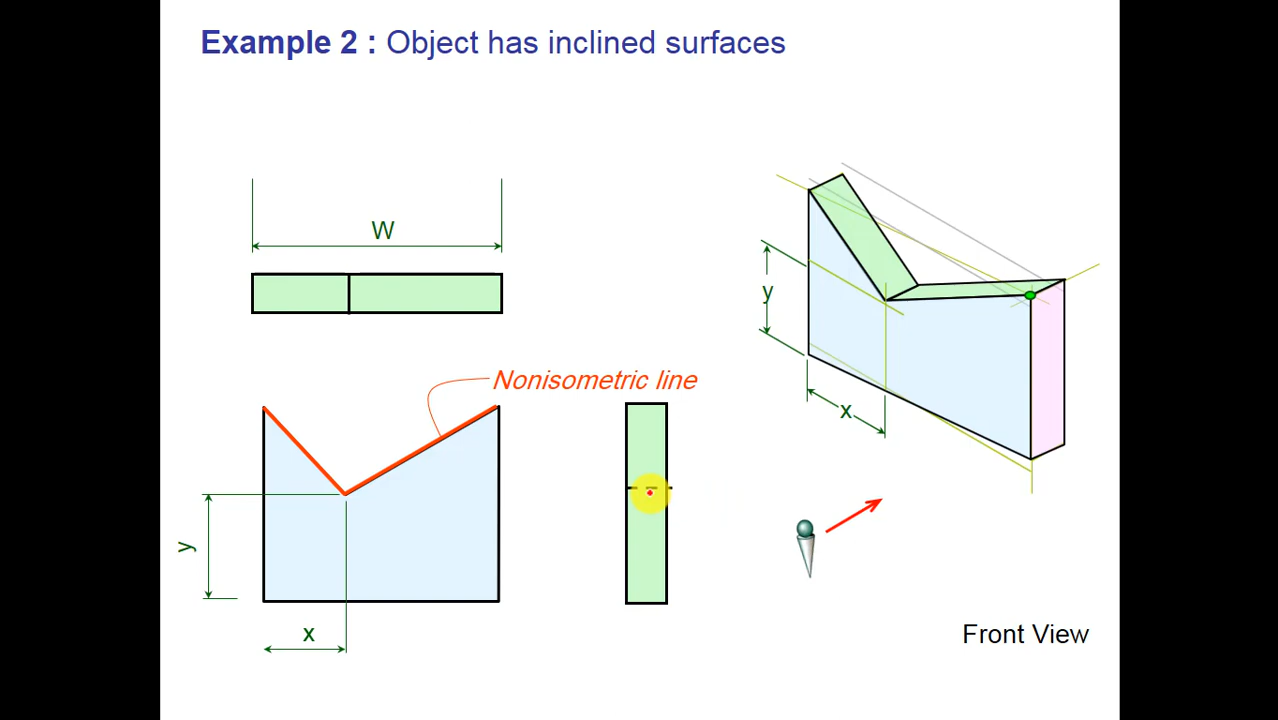 Example 2 : Object has inclined surfaces
W
y
Nonisometric line
x
y
x
Front View